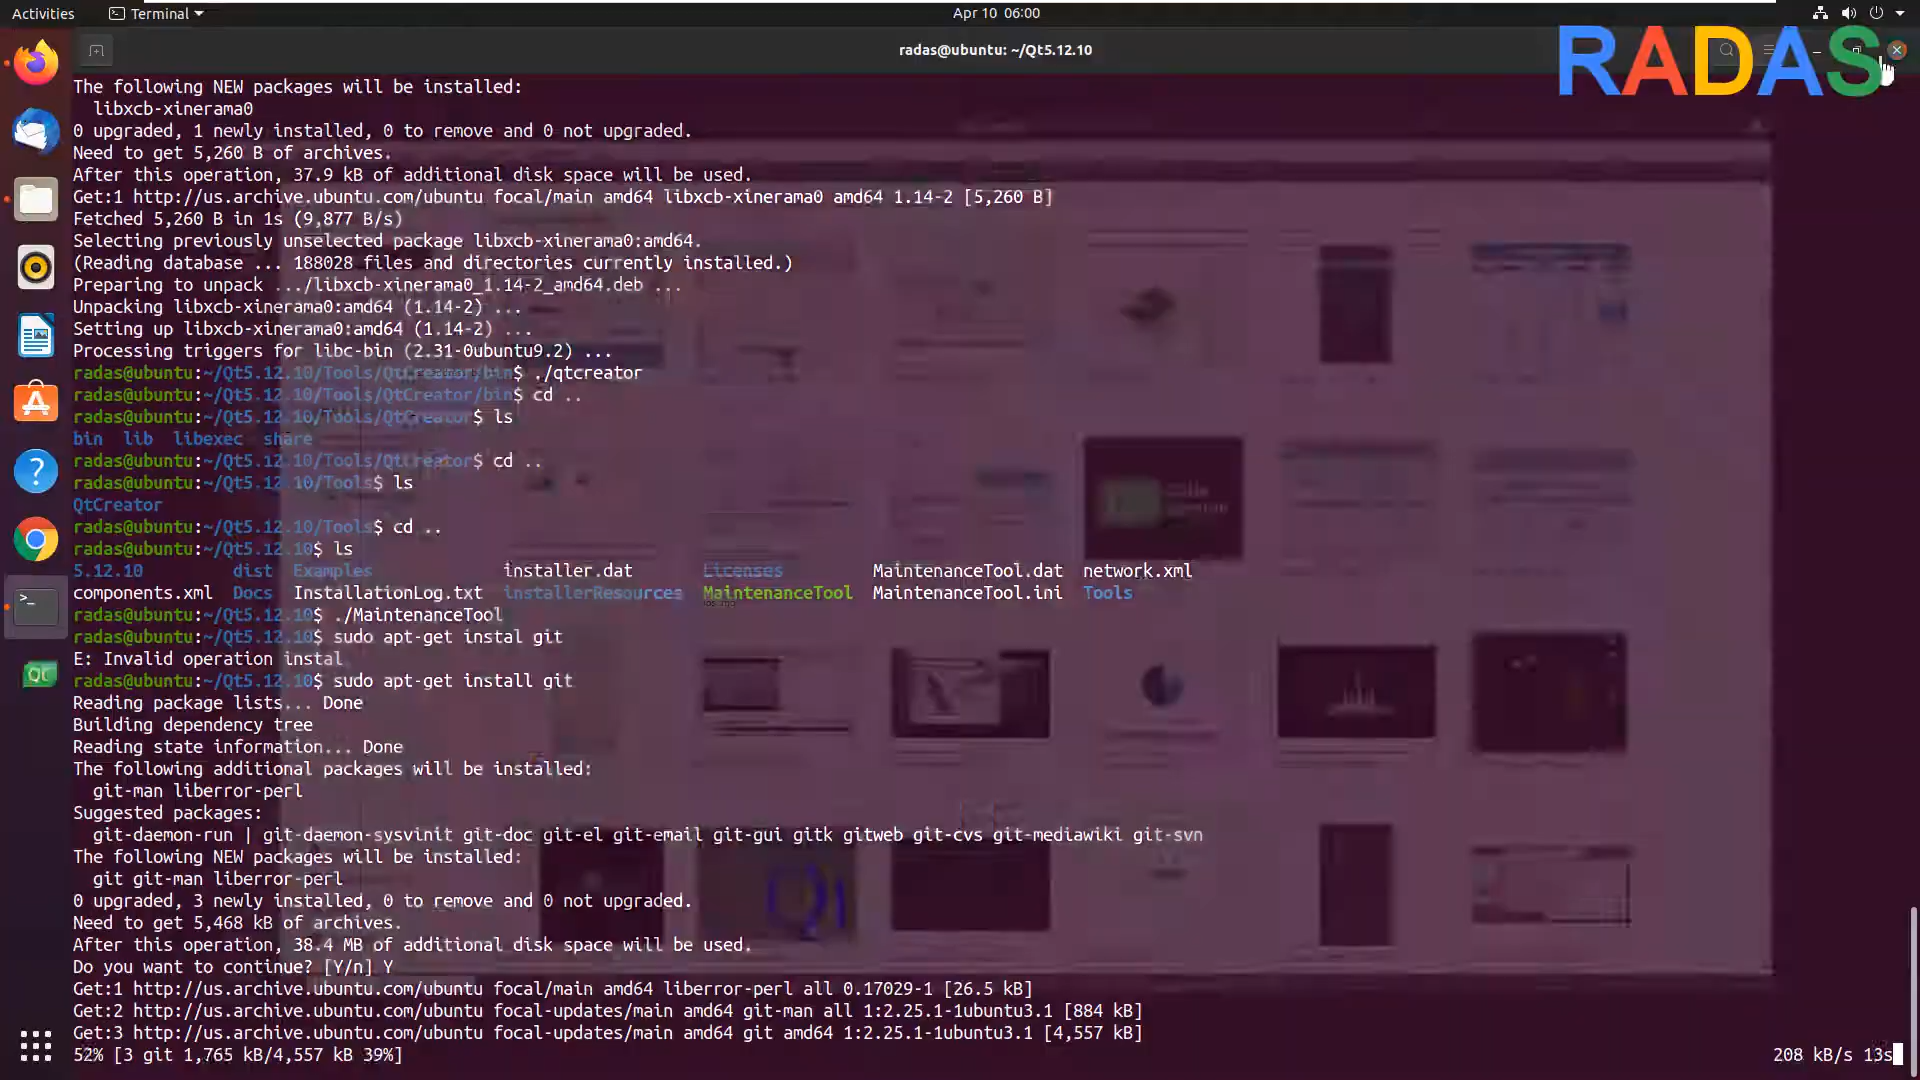 Activities Terminal Apr 10 06:00
radas@ubuntu: ~/Qt5.12.10
RADAS
The following NEW packages will be installed:
libxcb-xinerama0
0 upgraded, 1 newly installed, 0 to remove and 0 not upgraded.
Need to get 5,260 B of archives.
After this operation, 37.9 kB of additional disk space will be used.
Get:1 http://us.archive.ubuntu.com/ubuntu focal/main amd64 libxcb-xinerama0 amd64 1.14-2 [5,260 B]
Fetched 5,260 B in 1s (9,877 B/s)
Selecting previously unselected package libxcb-xinerama0:amd64.
(Reading database ... 188028 files and directories currently installed.)
Preparing to unpack .../libxcb-xinerama0_1.14-2_amd64.deb ...
Unpacking libxcb-xinerama0:amd64 (1.14-2) ...
Setting up libxcb-xinerama0:amd64 (1.14-2) ...
Processing triggers for libc-bin (2.31-0ubuntu9.2) ...
radas@ubuntu:~/Qt5.12.10/Tools/QtCreator/bin$ ./qtcreator
radas@ubuntu:~/Qt5.12.10/Tools/QtCreator/bin$ cd ..
radas@ubuntu:~/Qt5.12.10/Tools/QtCreator$ ls
bin lib libexec share
radas@ubuntu:~/Qt5.12.10/Tools/QtCreator$ cd ..
radas@ubuntu:~/Qt5.12.10/Tools$ ls
QtCreator
radas@ubuntu:~/Qt5.12.10/Tools$ cd ..
radas@ubuntu:~/Qt5.12.10$ ls
5.12.10 dist Examples installer.dat Licenses MaintenanceTool.dat network.xml
components.xml Docs InstallationLog.txt installerResources MaintenanceTool MaintenanceTool.ini Tools
radas@ubuntu:~/Qt5.12.10$ ./MaintenanceTool
radas@ubuntu:~/Qt5.12.10$ sudo apt-get instal git
E: Invalid operation instal
radas@ubuntu:~/Qt5.12.10$ sudo apt-get install git
Reading package lists... Done
Building dependency tree
Reading state information... Done
The following additional packages will be installed:
git-man liberror-perl
Suggested packages:
git-daemon-run | git-daemon-sysvinit git-doc git-el git-email git-gui gitk gitweb git-cvs git-mediawiki git-svn
The following NEW packages will be installed:
git git-man liberror-perl
0 upgraded, 3 newly installed, 0 to remove and 0 not upgraded.
Need to get 5,468 kB of archives.
After this operation, 38.4 MB of additional disk space will be used.
Do you want to continue? [Y/n] Y
Get:1 http://us.archive.ubuntu.com/ubuntu focal/main amd64 liberror-perl all 0.17029-1 [26.5 kB]
Get:2 http://us.archive.ubuntu.com/ubuntu focal-updates/main amd64 git-man all 1:2.25.1-1ubuntu3.1 [884 kB]
Get:3 http://us.archive.ubuntu.com/ubuntu focal-updates/main amd64 git amd64 1:2.25.1-1ubuntu3.1 [4,557 kB]
52% [3 git 1,765 kB/4,557 kB 39%] 208 kB/s 13s